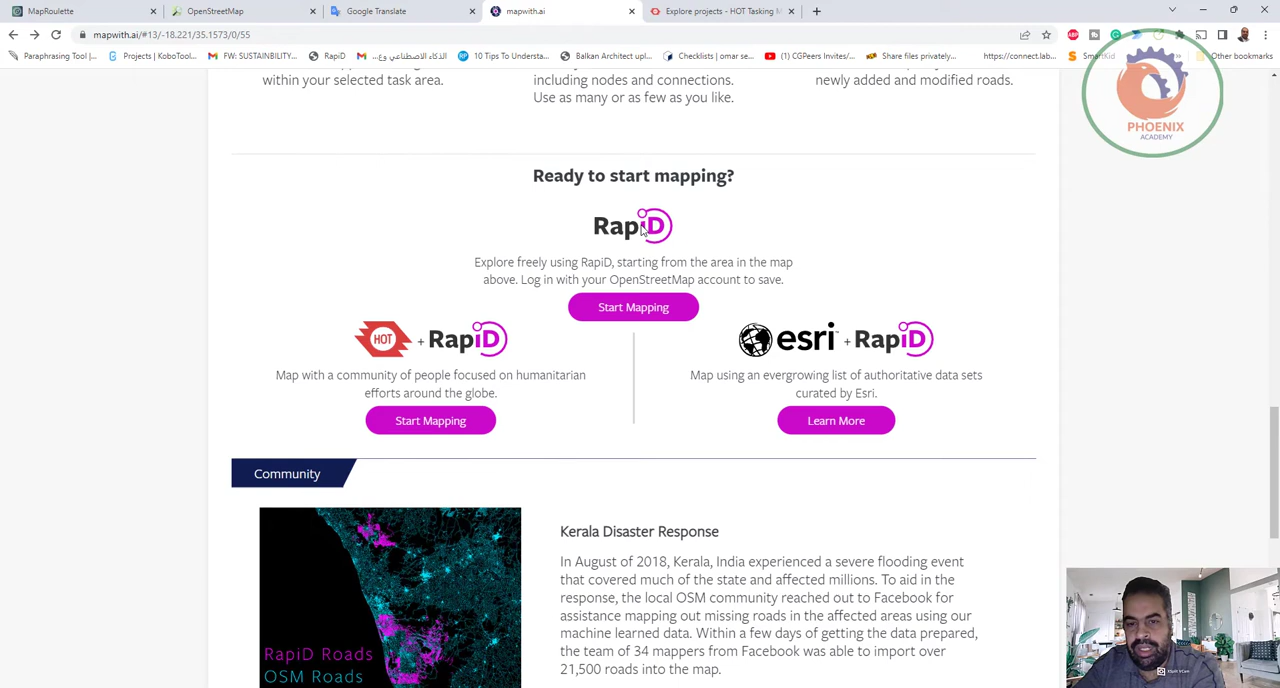 MapRoulette
OpenStreetMap
Google Translate
mapwith.ai
Explore projects - HOT Tasking M
mapwith.ai/#13/-18.221/35.1573/0/55
Paraphrasing Tool |...
Projects | KoboTool...
FW: SUSTAINBILITY...
RapiD
الذكاء الاصطناعي وع...
10 Tips To Understa...
Balkan Architect upl...
Checklists | omar se...
(1) CGPeers Invites/...
Share files privately...
https://connect.lab...
SmartKid
Other bookmarks
within your selected task area.
including nodes and connections.
Use as many or as few as you like.
newly added and modified roads.
PHOENIX
ACADEMY
Ready to start mapping?
RapiD
Explore freely using RapiD, starting from the area in the map
above. Log in with your OpenStreetMap account to save.
Start Mapping
HOT + RapiD
Map with a community of people focused on humanitarian
efforts around the globe.
Start Mapping
esri + RapiD
Map using an evergrowing list of authoritative data sets
curated by Esri.
Learn More
Community
RapiD Roads
OSM Roads
Kerala Disaster Response
In August of 2018, Kerala, India experienced a severe flooding event
that covered much of the state and affected millions. To aid in the
response, the local OSM community reached out to Facebook for
assistance mapping out missing roads in the affected areas using our
machine learned data. Within a few days of getting the data prepared,
the team of 34 mappers from Facebook was able to import over
21,500 roads into the map.